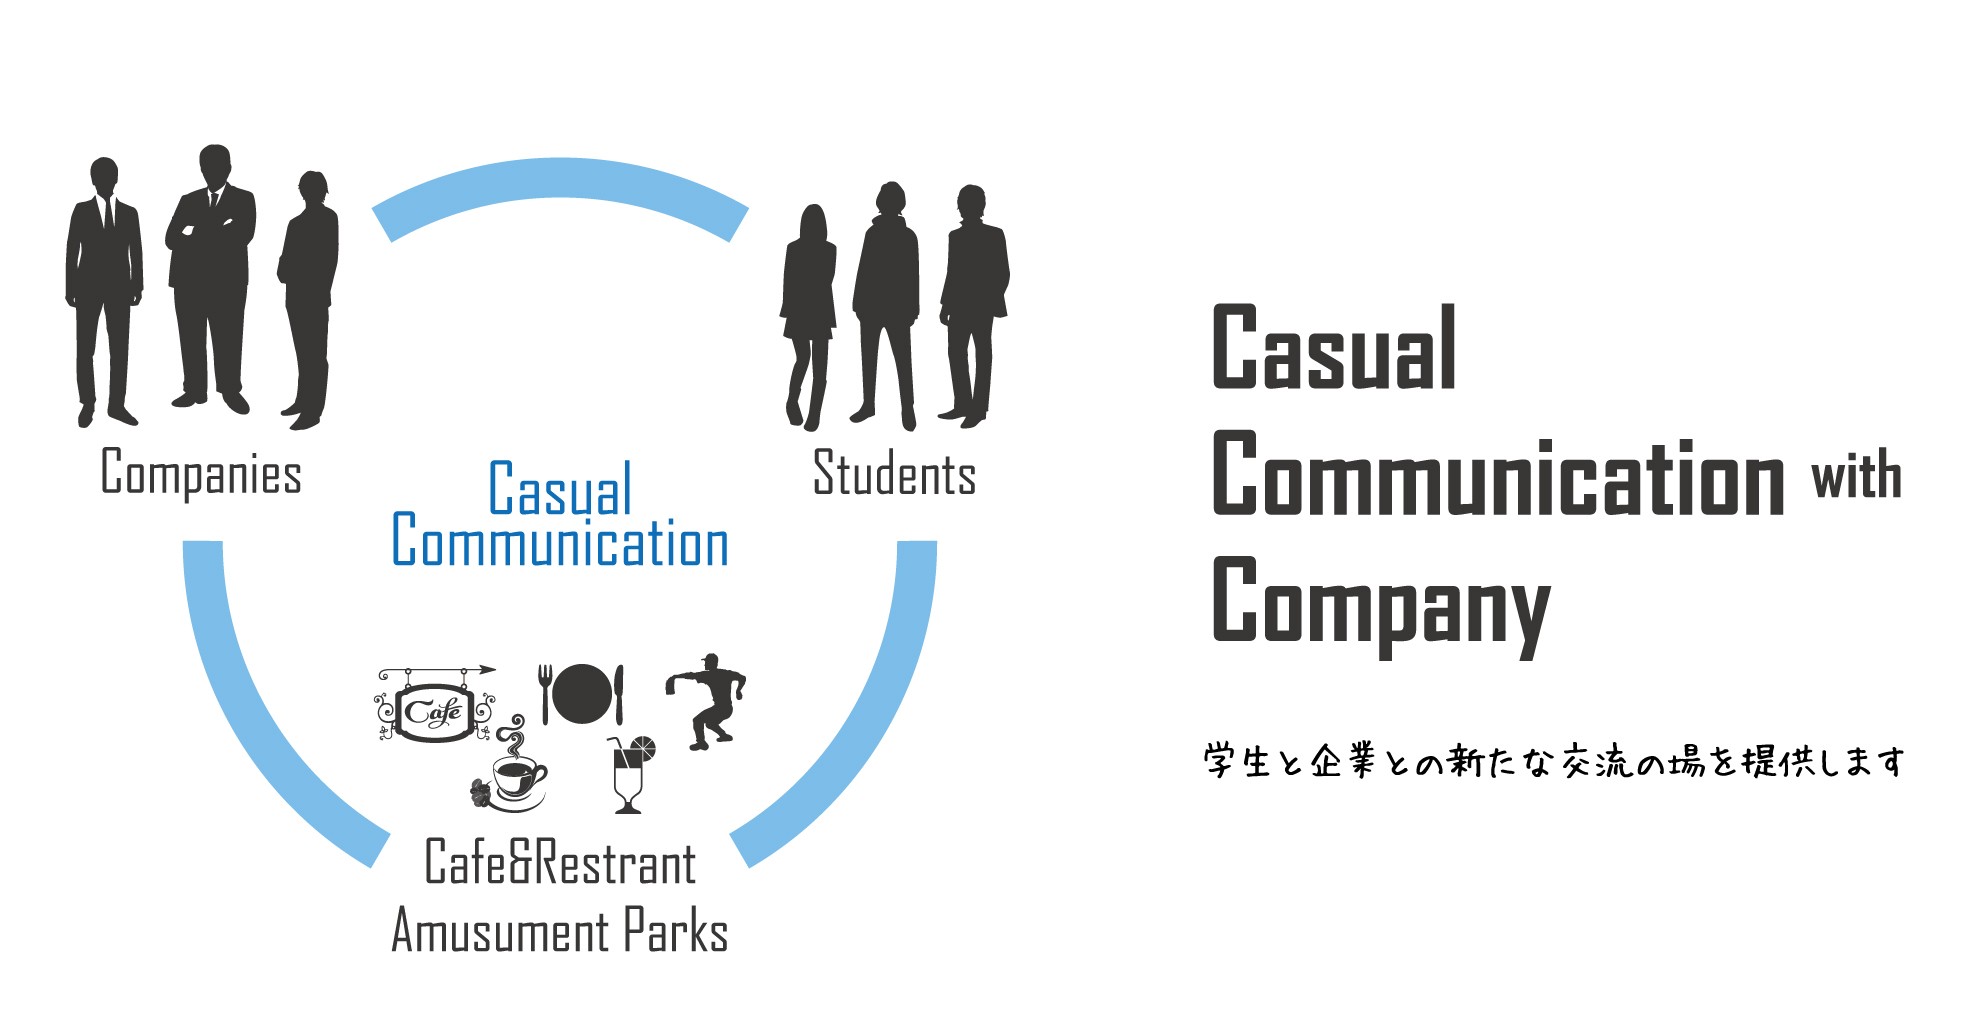 Companies
Students
Casual
Communication
Cafe
Cafe&Restrant
Amusument Parks
Casual
Communication with
Company
学生と企業との新たな交流の場を提供します